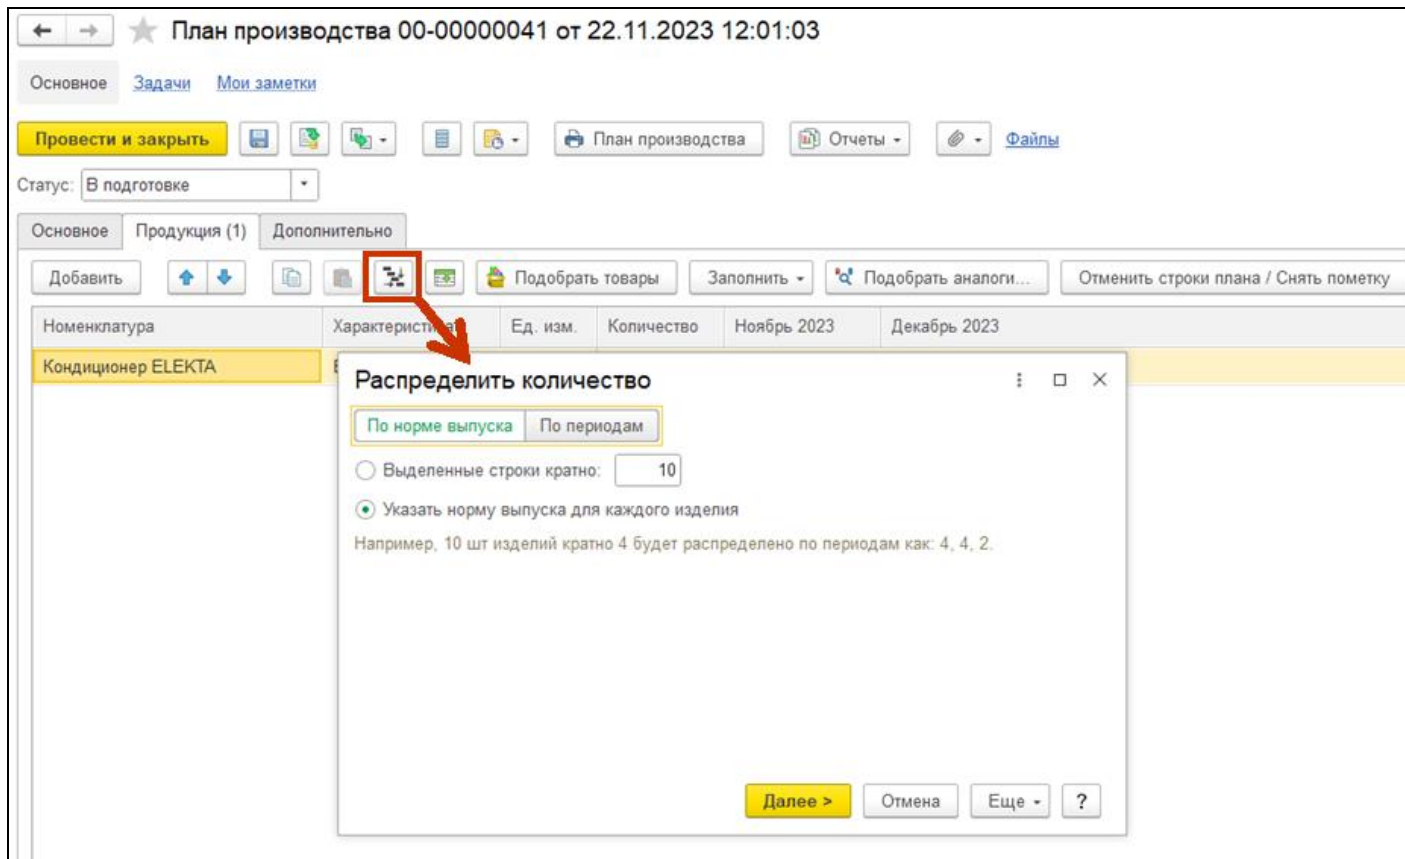 План производства 00-00000041 от 22.11.2023 12:01:03
Основное Задачи Мои заметки
Провести и закрыть План производства Отчеты Файлы
Статус: В подготовке
Основное Продукция (1) Дополнительно
Добавить Подобрать товары Заполнить Подобрать аналоги... Отменить строки плана / Снять пометку
Номенклатура Ед. изм. Количество Ноябрь 2023 Декабрь 2023
Кондиционер ELEKTA
Распределить количество
По норме выпуска По периодам
Выделенные строки кратно: 10
Указать норму выпуска для каждого изделия
Например, 10 шт изделий кратно 4 будет распределено по периодам как: 4, 4, 2.
Далее > Отмена Еще ?